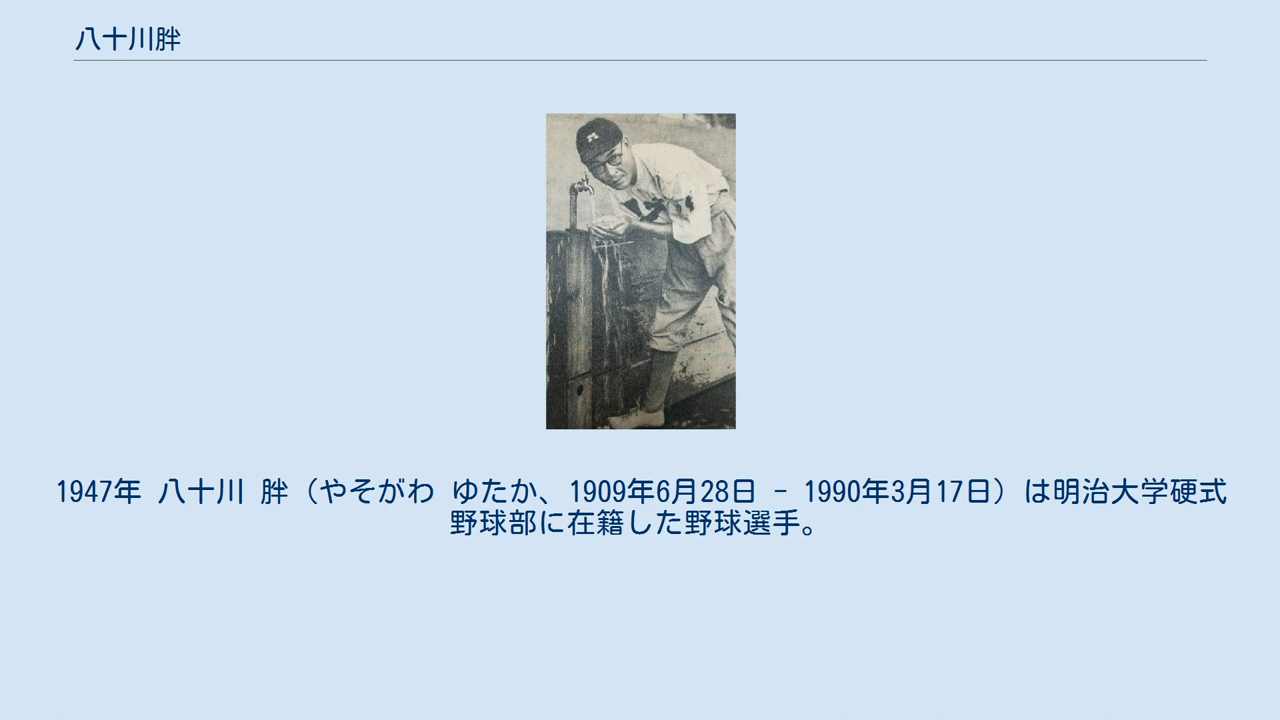 八十川胖
1947年 八十川 胖（やそがわ ゆたか、1909年6月28日 - 1990年3月17日）は明治大学硬式
野球部に在籍した野球選手。